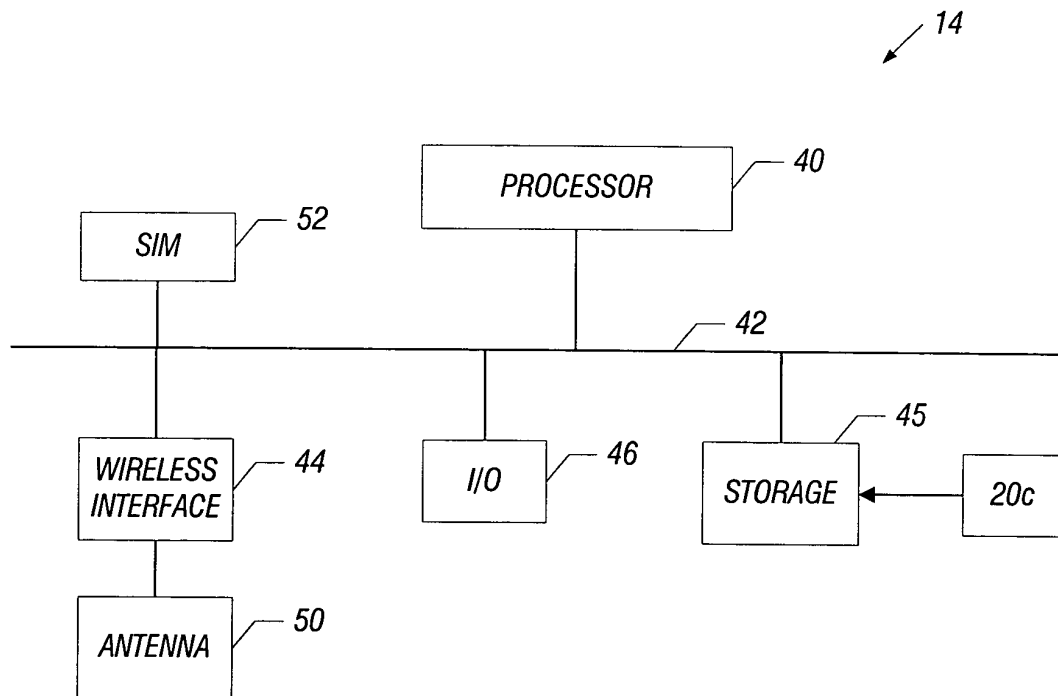 14
PROCESSOR
40
SIM
52
42
WIRELESS
INTERFACE
44
I/O
46
STORAGE
45
20c
ANTENNA
50